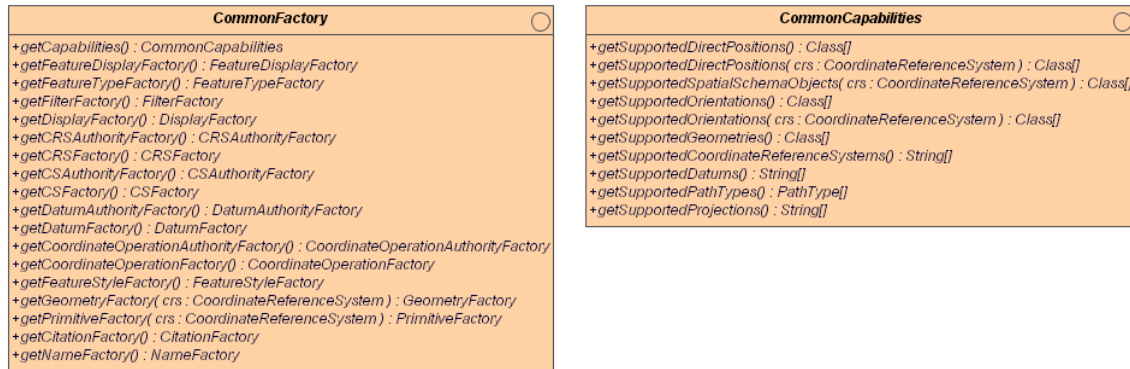 CommonFactory
+getCapabilities() : CommonCapabilities
+getFeatureDisplayFactory() : FeatureDisplayFactory
+getFeatureTypeFactory() : FeatureTypeFactory
+getFilterFactory() : FilterFactory
+getDisplayFactory() : DisplayFactory
+getCRSAuthorityFactory() : CRSAuthorityFactory
+getCRSFactory() : CRSFactory
+getCSAuthorityFactory() : CSAuthorityFactory
+getCSFactory() : CSFactory
+getDatumAuthorityFactory() : DatumAuthorityFactory
+getDatumFactory() : DatumFactory
+getCoordinateOperationAuthorityFactory() : CoordinateOperationAuthorityFactory
+getCoordinateOperationFactory() : CoordinateOperationFactory
+getFeatureStyleFactory() : FeatureStyleFactory
+getGeometryFactory( crs : CoordinateReferenceSystem ) : GeometryFactory
+getPrimitiveFactory( crs : CoordinateReferenceSystem ) : PrimitiveFactory
+getCitationFactory() : CitationFactory
+getNameFactory() : NameFactory
CommonCapabilities
+getSupportedDirectPositions() : Class[]
+getSupportedDirectPositions( crs : CoordinateReferenceSystem ) : Class[]
+getSupportedSpatialSchemaObjects( crs : CoordinateReferenceSystem ) : Class[]
+getSupportedOrientations() : Class[]
+getSupportedOrientations( crs : CoordinateReferenceSystem ) : Class[]
+getSupportedGeometries() : Class[]
+getSupportedCoordinateReferenceSystems() : String[]
+getSupportedDatums() : String[]
+getSupportedPathTypes() : PathType[]
+getSupportedProjections() : String[]